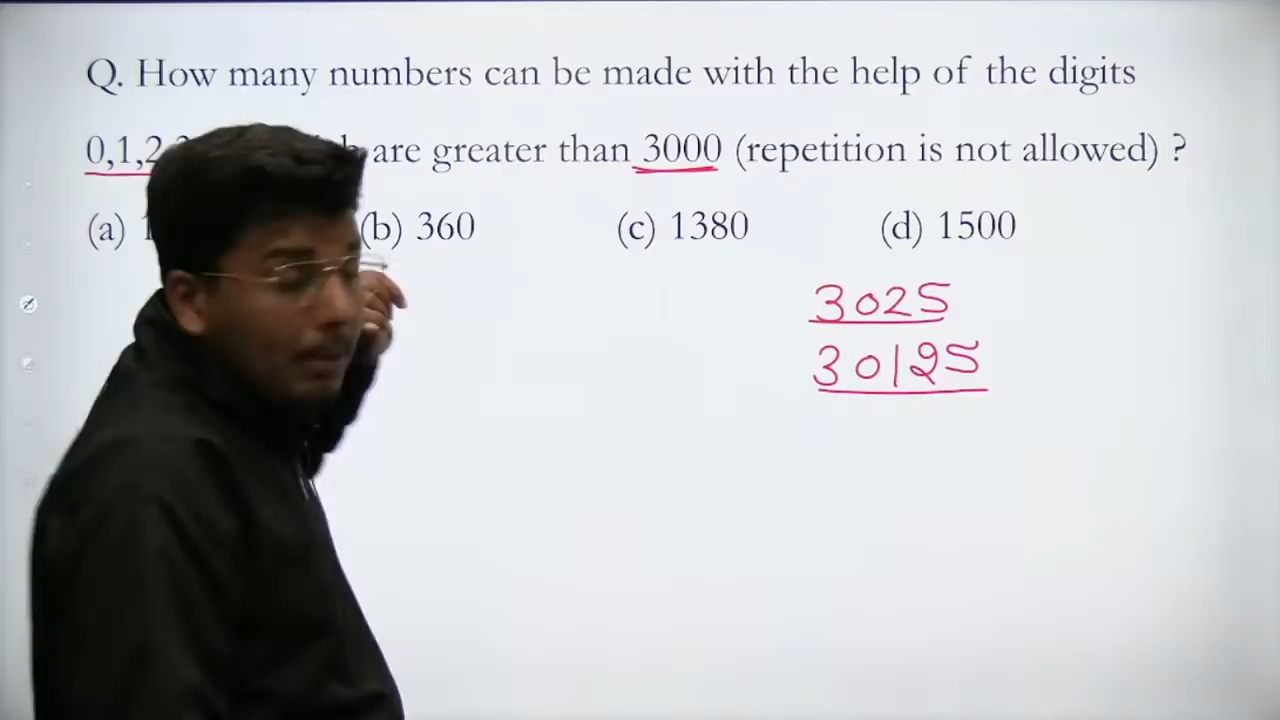 Q. How many numbers can be made with the help of the digits
0,1,2 are greater than 3000 (repetition is not allowed) ?
(a) (b) 360 (c) 1380 (d) 1500
3025
30125